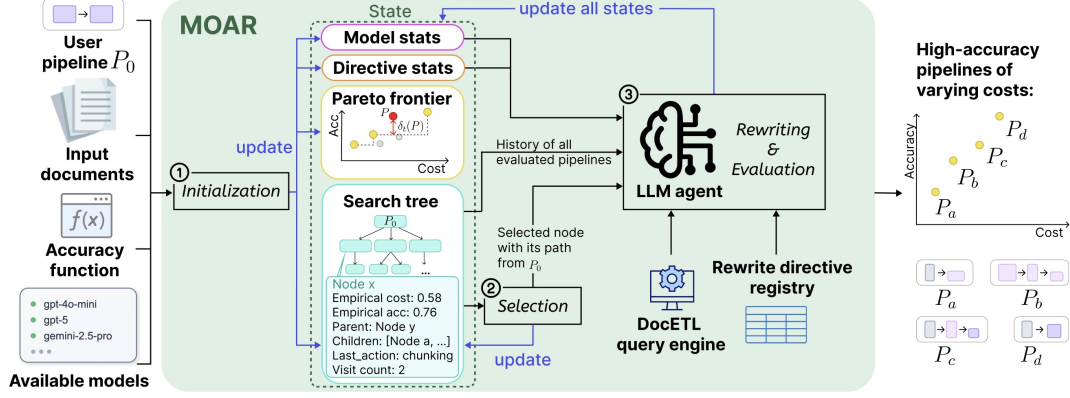 User
pipeline P0
Input
documents
f(x)
Accuracy
function
gpt-4o-mini
gpt-5
gemini-2.5-pro
Available models
MOAR
State
update all states
Model stats
Directive stats
Pareto frontier
Acc
P
δt(P)
Cost
update
1
Initialization
Search tree
P0
...
Node x
Empirical cost: 0.58
Empirical acc: 0.76
Parent: Node y
Children: [Node a, ...]
Last_action: chunking
Visit count: 2
History of all
evaluated pipelines
Selected node
with its path
from P0
2
Selection
update
3
LLM agent
Rewriting
&
Evaluation
DocETL
query engine
Rewrite directive
registry
High-accuracy
pipelines of
varying costs:
Accuracy
Pd
Pc
Pb
Pa
Cost
Pa
Pb
Pc
Pd